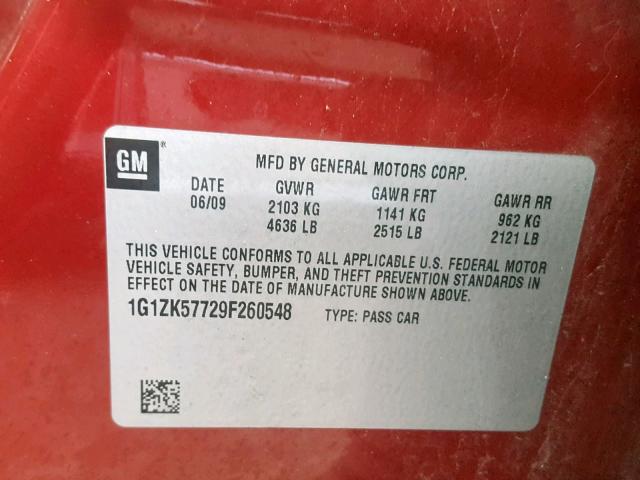 GM ®
MFD BY GENERAL MOTORS CORP.
DATE GVWR GAWR FRT GAWR RR
06/09 2103 KG 1141 KG 962 KG
4636 LB 2515 LB 2121 LB
THIS VEHICLE CONFORMS TO ALL APPLICABLE U.S. FEDERAL MOTOR
VEHICLE SAFETY, BUMPER, AND THEFT PREVENTION STANDARDS IN
EFFECT ON THE DATE OF MANUFACTURE SHOWN ABOVE.
1G1ZK57729F260548 TYPE: PASS CAR